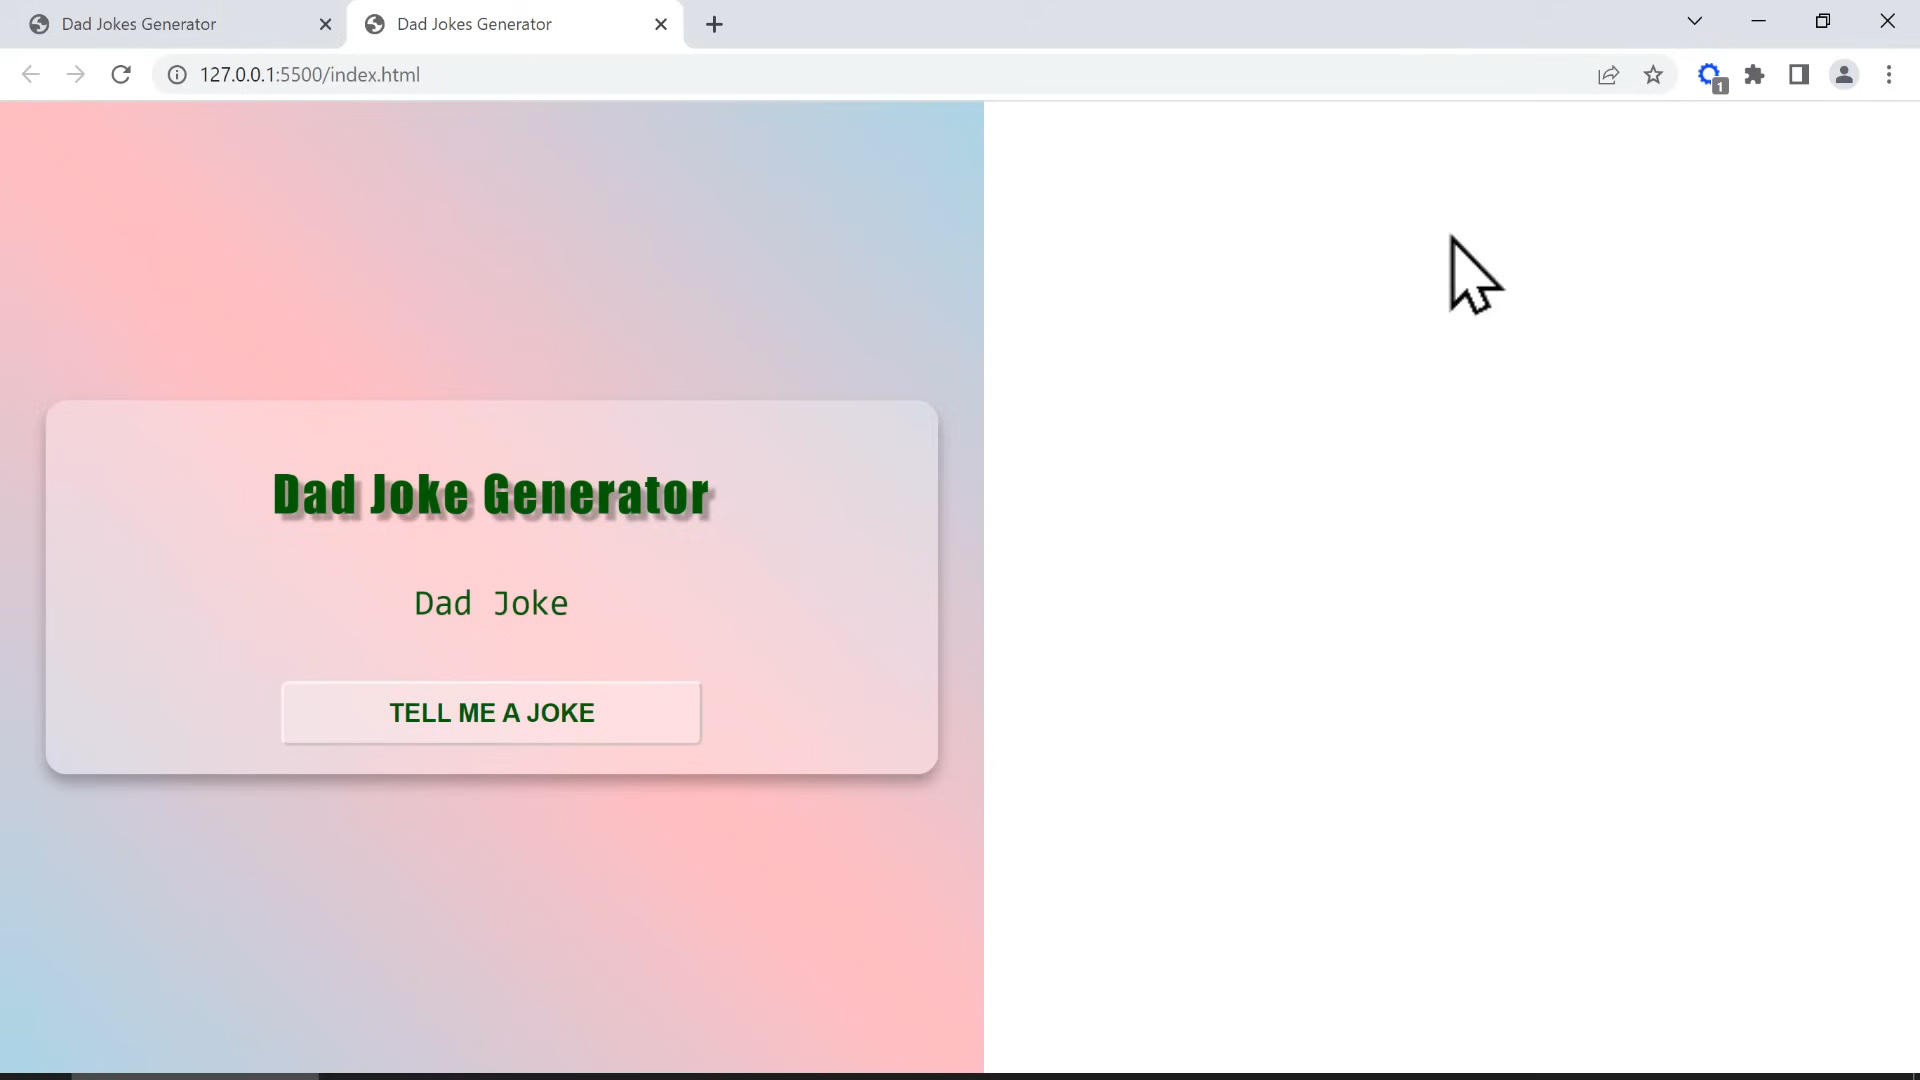 Dad Jokes Generator
Dad Jokes Generator
127.0.0.1:5500/index.html
1
Dad Joke Generator
Dad Joke
TELL ME A JOKE